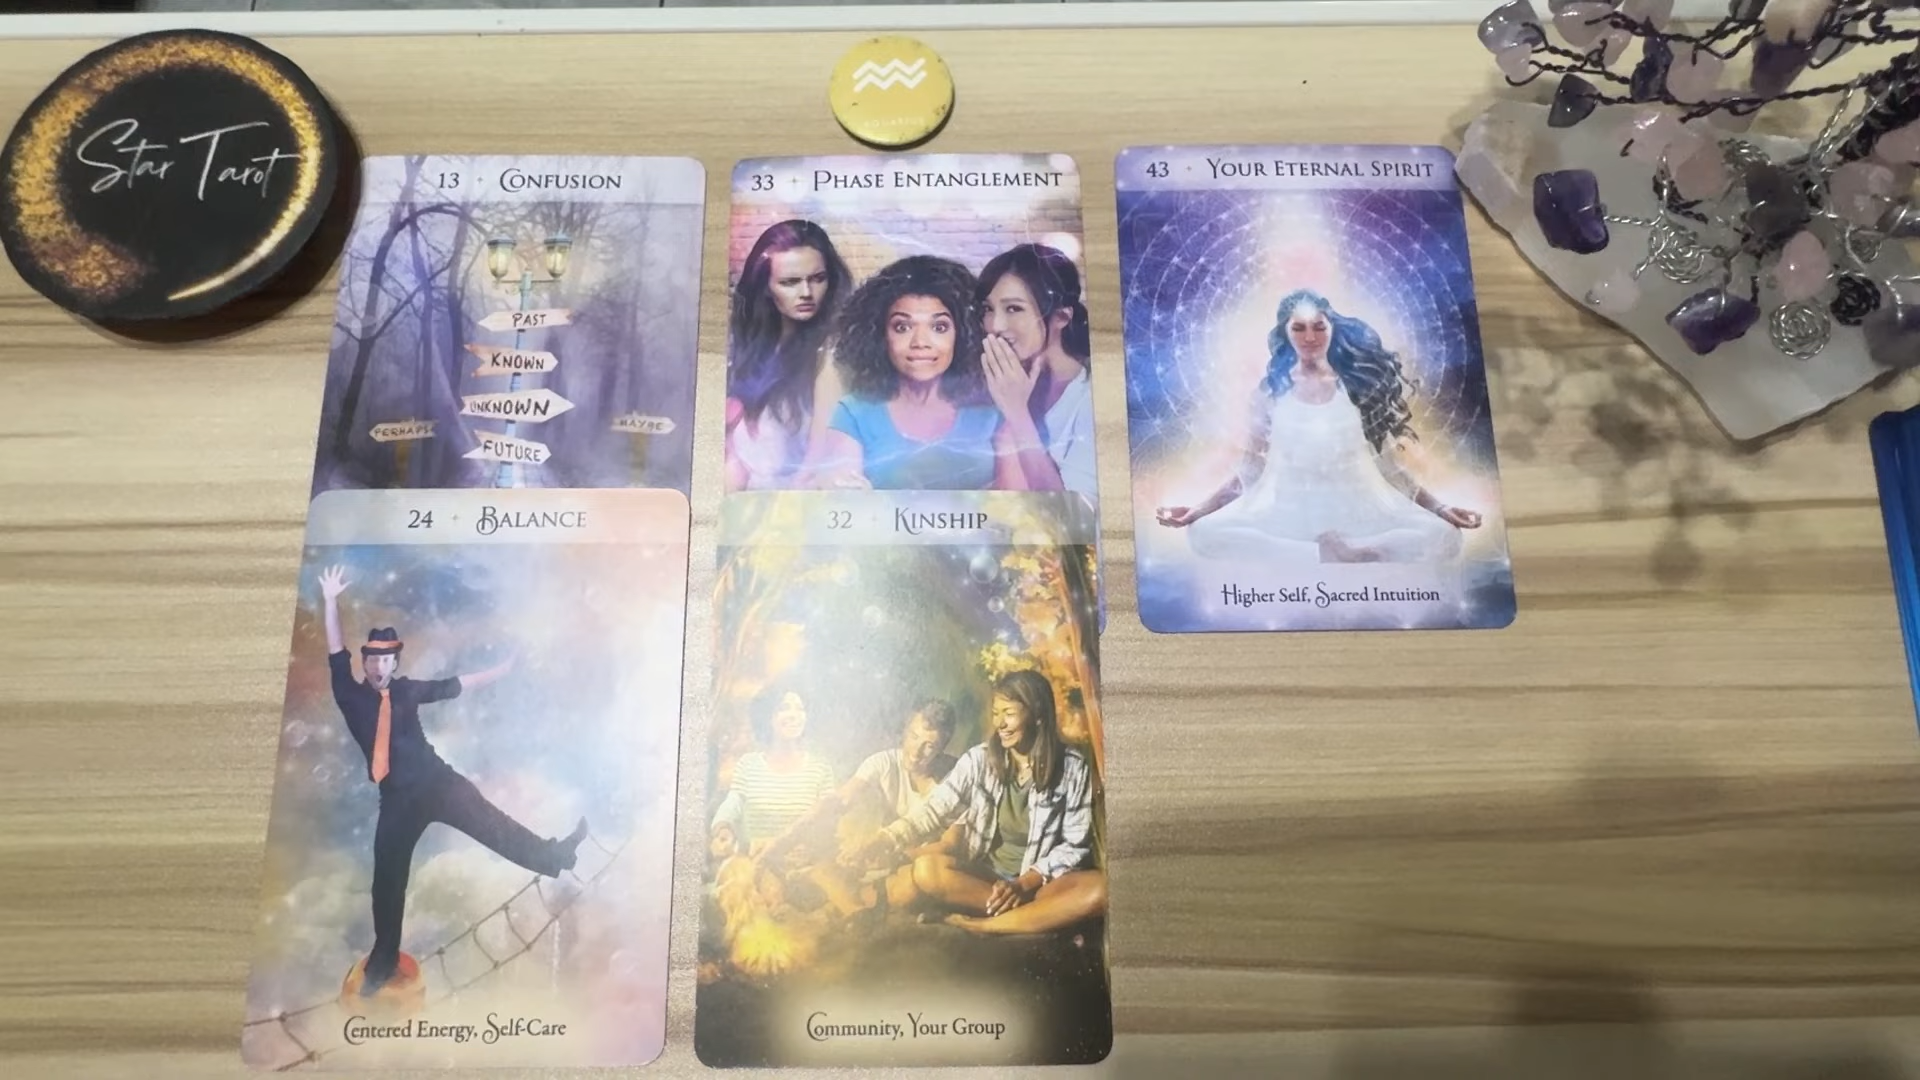 Star Tarot
AQUARIUS
13 CONFUSION
PAST
KNOWN
UNKNOWN
FUTURE
PERHAPS
MAYBE
33 PHASE ENTANGLEMENT
43 YOUR ETERNAL SPIRIT
Higher Self, Sacred Intuition
24 BALANCE
Centered Energy, Self-Care
32 KINSHIP
Community, Your Group